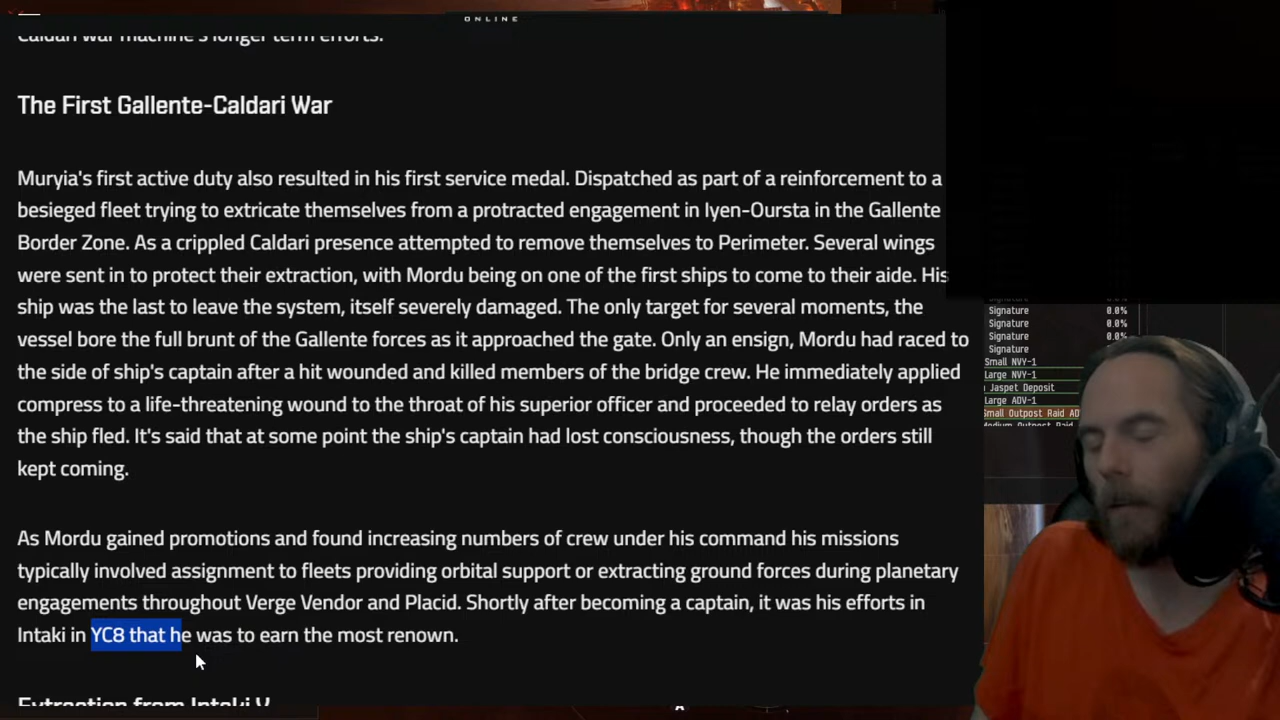 ONLINE
Caldari war machine's longer term efforts.
The First Gallente-Caldari War
Muryia's first active duty also resulted in his first service medal. Dispatched as part of a reinforcement to a
besieged fleet trying to extricate themselves from a protracted engagement in Iyen-Oursta in the Gallente
Border Zone. As a crippled Caldari presence attempted to remove themselves to Perimeter. Several wings
were sent in to protect their extraction, with Mordu being on one of the first ships to come to their aide. His
ship was the last to leave the system, itself severely damaged. The only target for several moments, the
vessel bore the full brunt of the Gallente forces as it approached the gate. Only an ensign, Mordu had raced to
the side of ship's captain after a hit wounded and killed members of the bridge crew. He immediately applied
compress to a life-threatening wound to the throat of his superior officer and proceeded to relay orders as
the ship fled. It's said that at some point the ship's captain had lost consciousness, though the orders still
kept coming.
As Mordu gained promotions and found increasing numbers of crew under his command his missions
typically involved assignment to fleets providing orbital support or extracting ground forces during planetary
engagements throughout Verge Vendor and Placid. Shortly after becoming a captain, it was his efforts in
Intaki in YC8 that he was to earn the most renown.
Extraction from Intaki V
Signature 0.0%
Signature 0.0%
Signature 0.0%
Signature 0.0%
Small NVY-1
Large NVY-1
Jaspet Deposit
Large ADV-1
Small Outpost Raid AD
Medium Outpost Raid